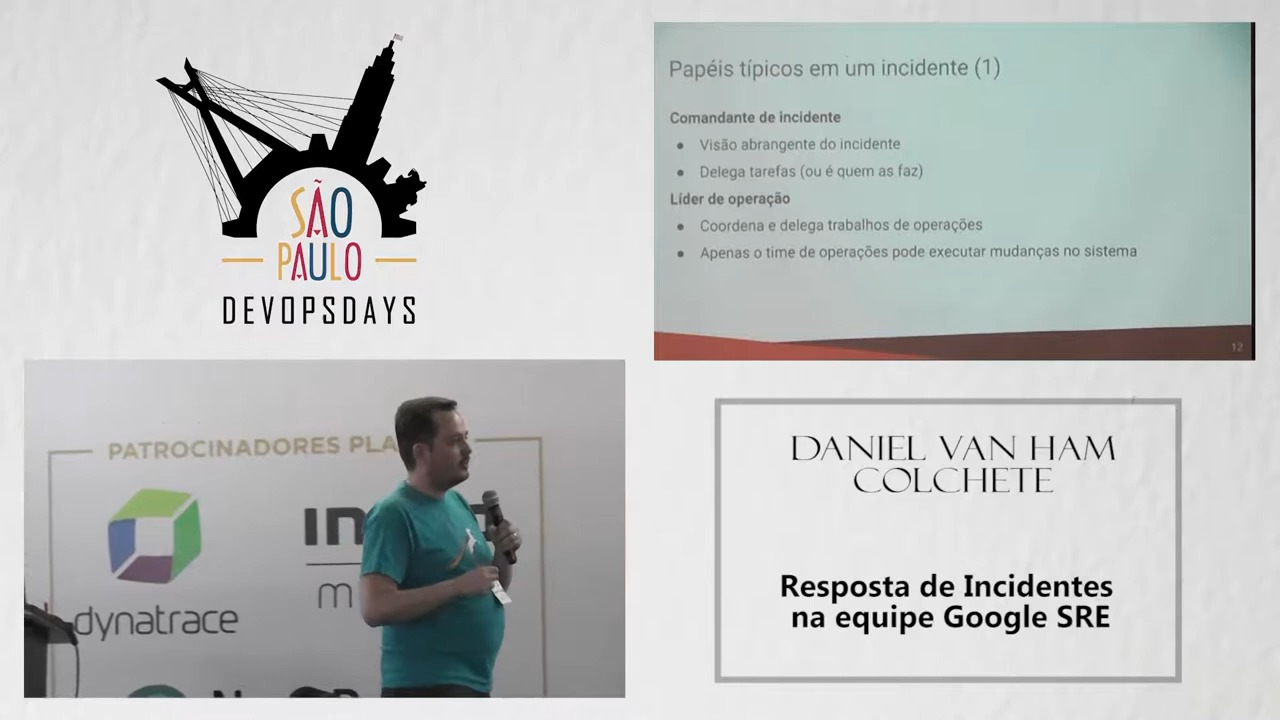 SÃO
PAULO
DEVOPSDAYS
Papéis típicos em um incidente (1)
Comandante de incidente
● Visão abrangente do incidente
● Delega tarefas (ou é quem as faz)
Líder de operação
● Coordena e delega trabalhos de operações
● Apenas o time de operações pode executar mudanças no sistema
12
PATROCINADORES
dynatrace
DANIEL VAN HAM
COLCHETE
Resposta de Incidentes
na equipe Google SRE